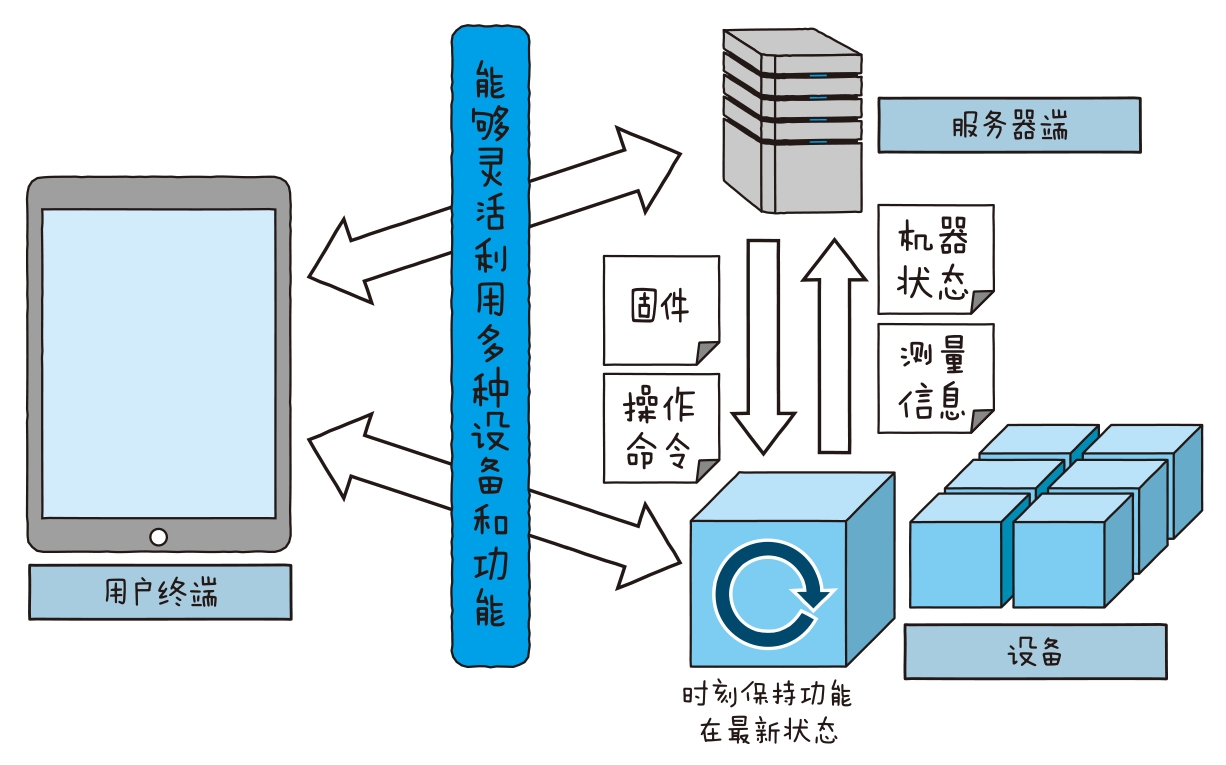 能够灵活利用多种设备和功能
服务器端
机器
状态
固件
测量
信息
操作
命令
用户终端
设备
时刻保持功能
在最新状态